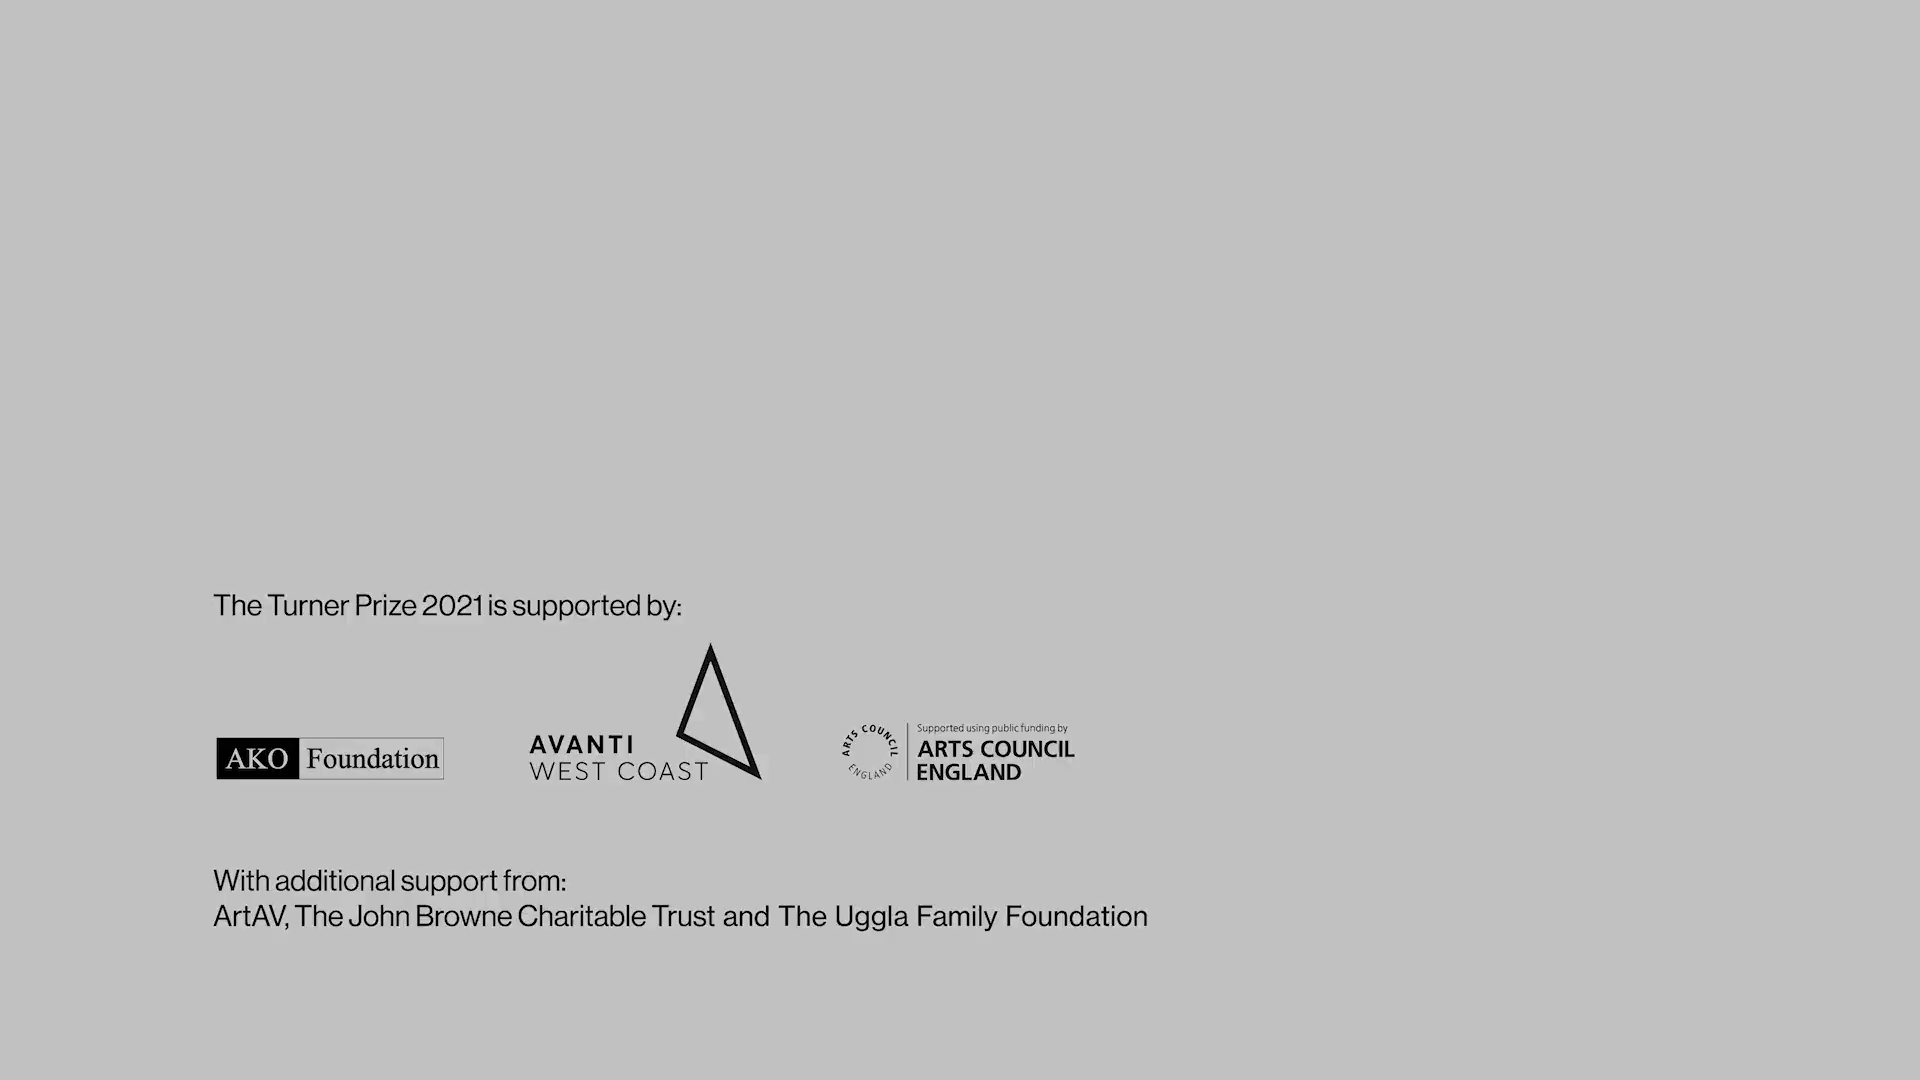 The Turner Prize 2021 is supported by:
AKO Foundation
AVANTI
WEST COAST
ARTS COUNCIL
ENGLAND
Supported using public funding by
ARTS COUNCIL
ENGLAND
With additional support from:
ArtAV, The John Browne Charitable Trust and The Uggla Family Foundation